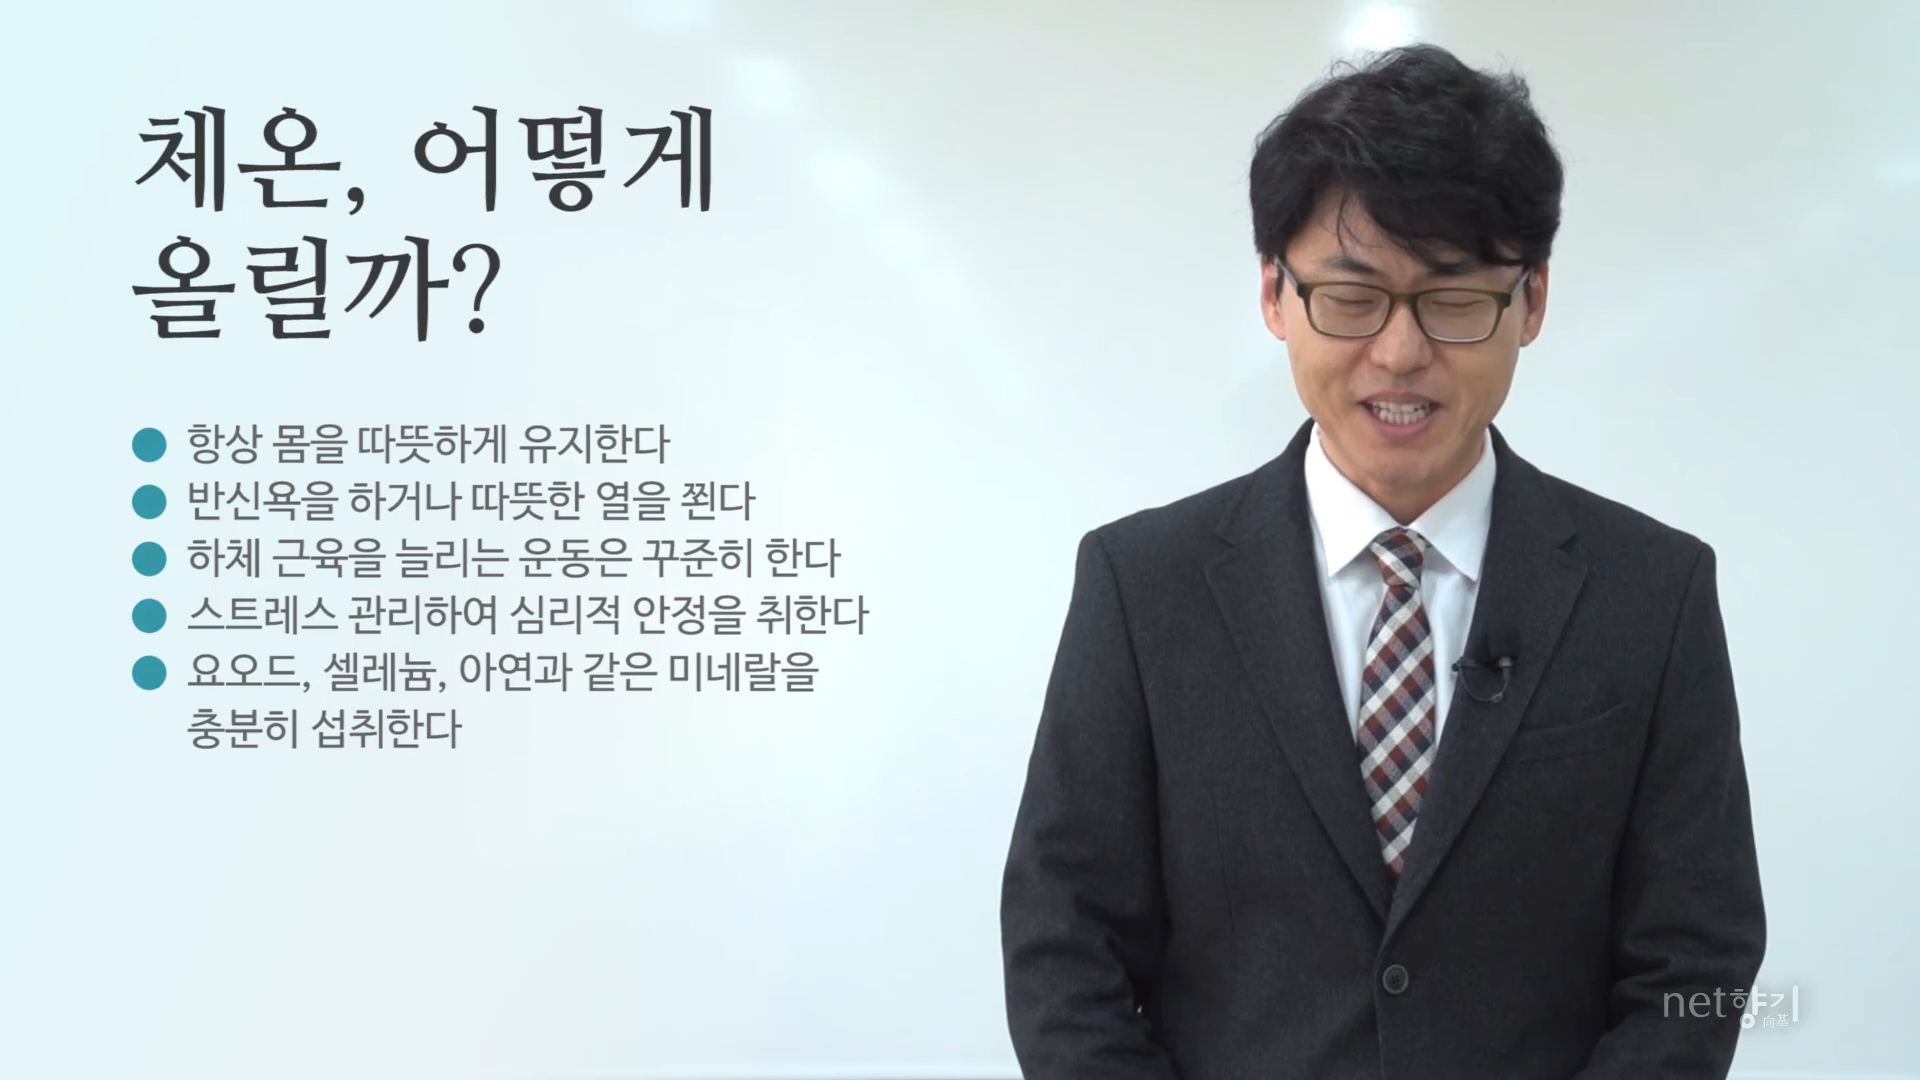 체온, 어떻게
올릴까?
항상 몸을 따뜻하게 유지한다
반신욕을 하거나 따뜻한 열을 쬔다
하체 근육을 늘리는 운동은 꾸준히 한다
스트레스 관리하여 심리적 안정을 취한다
요오드, 셀레늄, 아연과 같은 미네랄을
충분히 섭취한다
net향기
向基